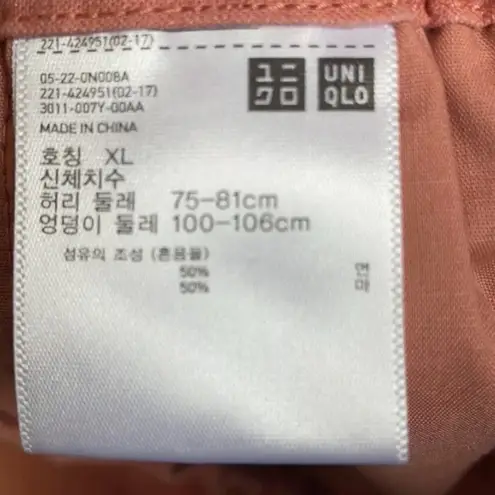 221-424951(02-17)
05-22-0N008A
221-424951(02-17)
3011-007Y-00AA
MADE IN CHINA
ユニ
クロ
UNI
QLO
호칭 XL
신체치수
허리 둘레 75-81cm
엉덩이 둘레 100-106cm
섬유의 조성 (혼용율)
50% 면
50% 마